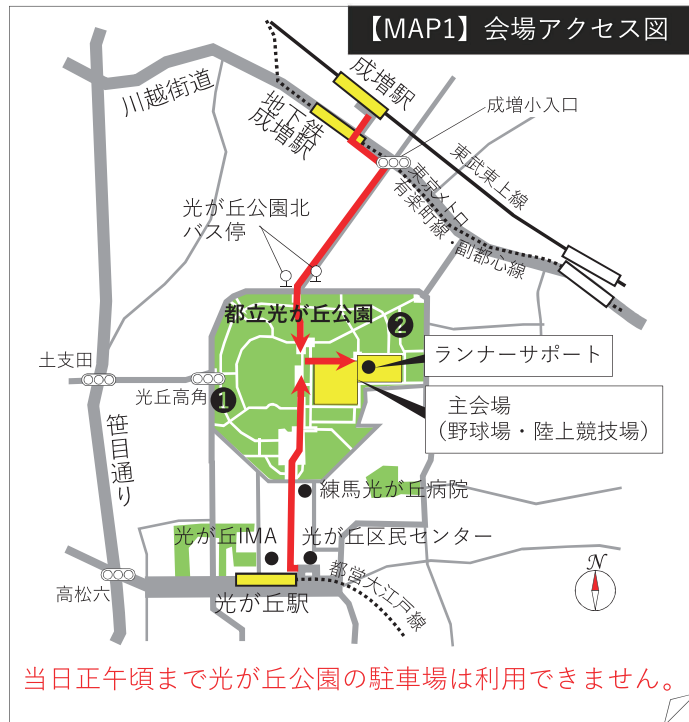 【MAP1】会場アクセス図
成増駅
川越街道
地下鉄
成増駅
成増小入口
東武東上線
東京メトロ
有楽町線・副都心線
光が丘公園北
バス停
都立光が丘公園
2
ランナーサポート
土支田
光丘高角
1
主会場
（野球場・陸上競技場）
笹目通り
練馬光が丘病院
光が丘IMA
光が丘区民センター
高松六
光が丘駅
都営大江戸線
N
当日正午頃まで光が丘公園の駐車場は利用できません。